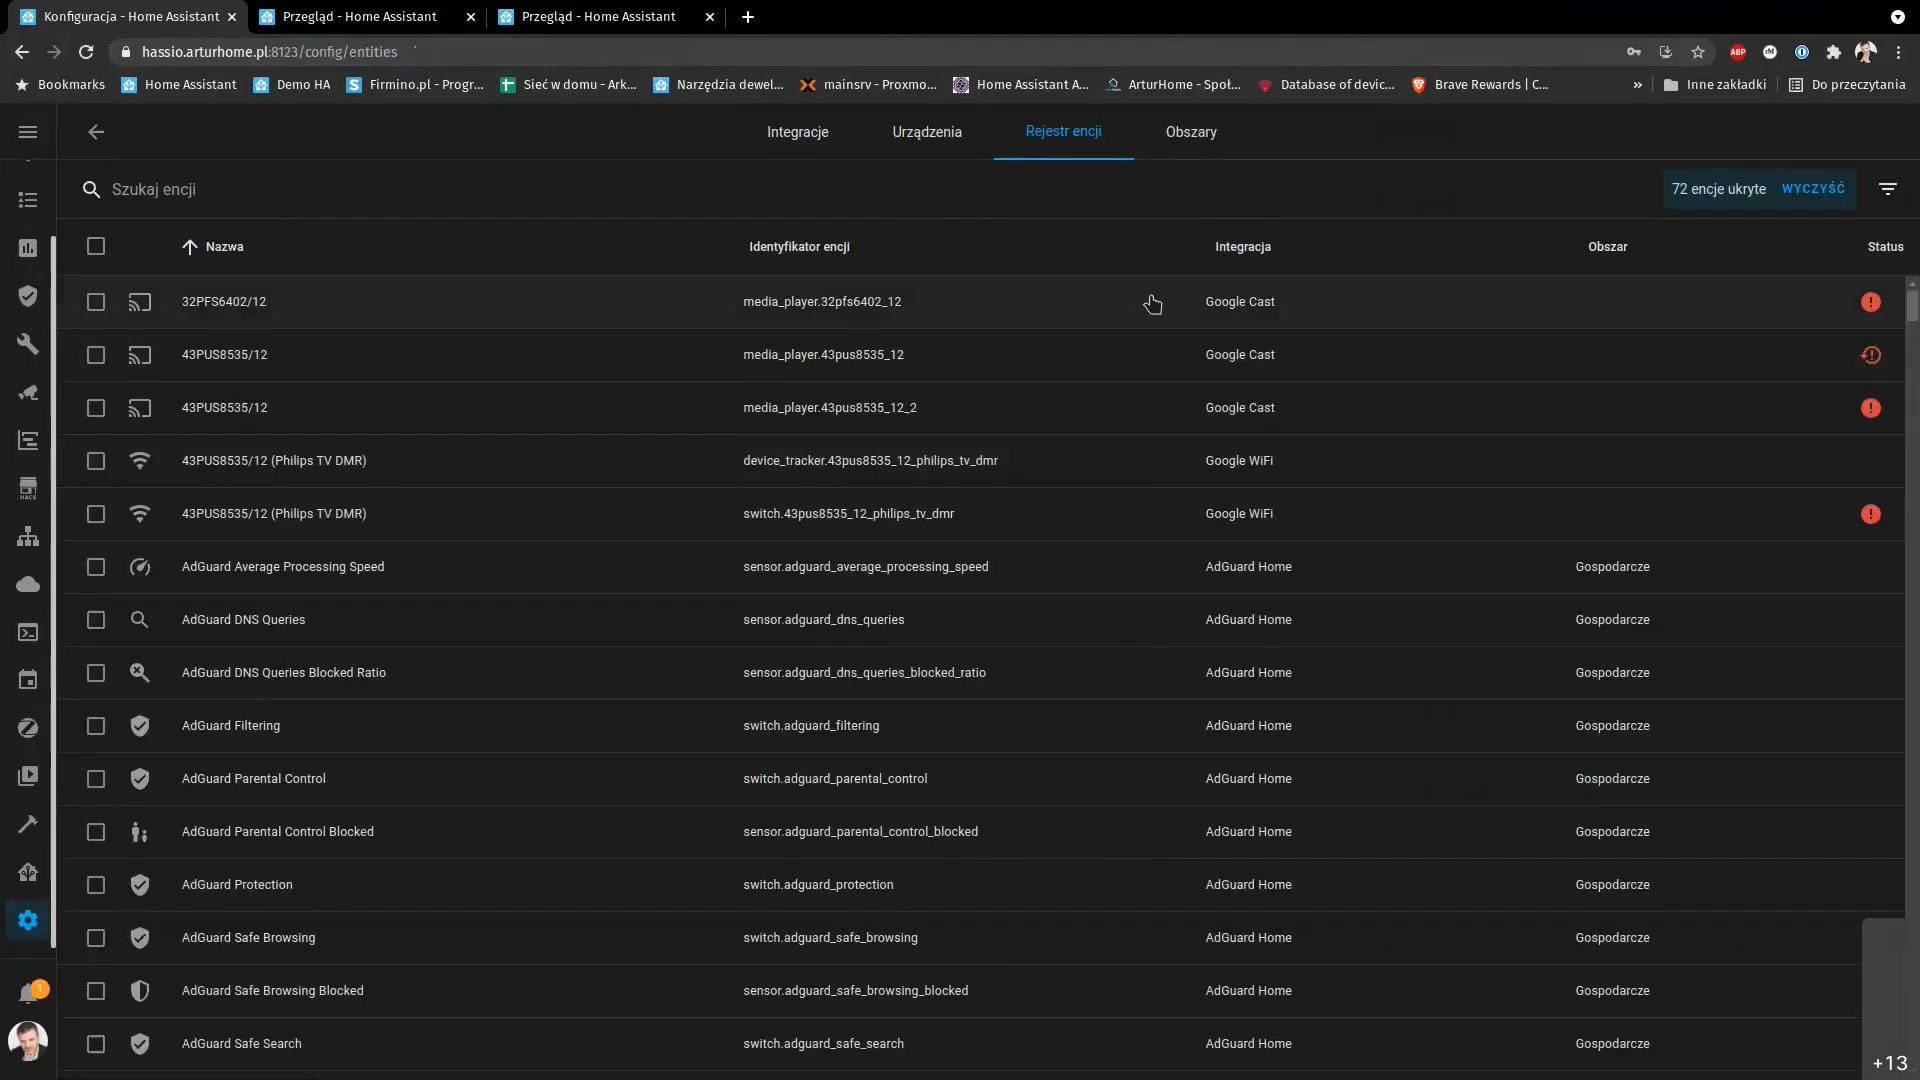 Konfiguracja - Home Assistant
Przegląd - Home Assistant
Przegląd - Home Assistant
hassio.arturhome.pl:8123/config/entities
ABP
Bookmarks
Home Assistant
Demo HA
Firmino.pl - Progr...
Sieć w domu - Ark...
Narzędzia dewel...
mainsrv - Proxmo...
Home Assistant A...
ArturHome - Społ...
Database of devic...
Brave Rewards | C...
»
Inne zakładki
Do przeczytania
Integracje
Urządzenia
Rejestr encji
Obszary
Szukaj encji
72 encje ukryte WYCZYŚĆ
Nazwa Identyfikator encji Integracja Obszar Status
32PFS6402/12 media_player.32pfs6402_12 Google Cast
43PUS8535/12 media_player.43pus8535_12 Google Cast
43PUS8535/12 media_player.43pus8535_12_2 Google Cast
43PUS8535/12 (Philips TV DMR) device_tracker.43pus8535_12_philips_tv_dmr Google WiFi
43PUS8535/12 (Philips TV DMR) switch.43pus8535_12_philips_tv_dmr Google WiFi
AdGuard Average Processing Speed sensor.adguard_average_processing_speed AdGuard Home Gospodarcze
AdGuard DNS Queries sensor.adguard_dns_queries AdGuard Home Gospodarcze
AdGuard DNS Queries Blocked Ratio sensor.adguard_dns_queries_blocked_ratio AdGuard Home Gospodarcze
AdGuard Filtering switch.adguard_filtering AdGuard Home Gospodarcze
AdGuard Parental Control switch.adguard_parental_control AdGuard Home Gospodarcze
AdGuard Parental Control Blocked sensor.adguard_parental_control_blocked AdGuard Home Gospodarcze
AdGuard Protection switch.adguard_protection AdGuard Home Gospodarcze
AdGuard Safe Browsing switch.adguard_safe_browsing AdGuard Home Gospodarcze
AdGuard Safe Browsing Blocked sensor.adguard_safe_browsing_blocked AdGuard Home Gospodarcze
AdGuard Safe Search switch.adguard_safe_search AdGuard Home Gospodarcze
HACS
1
+13